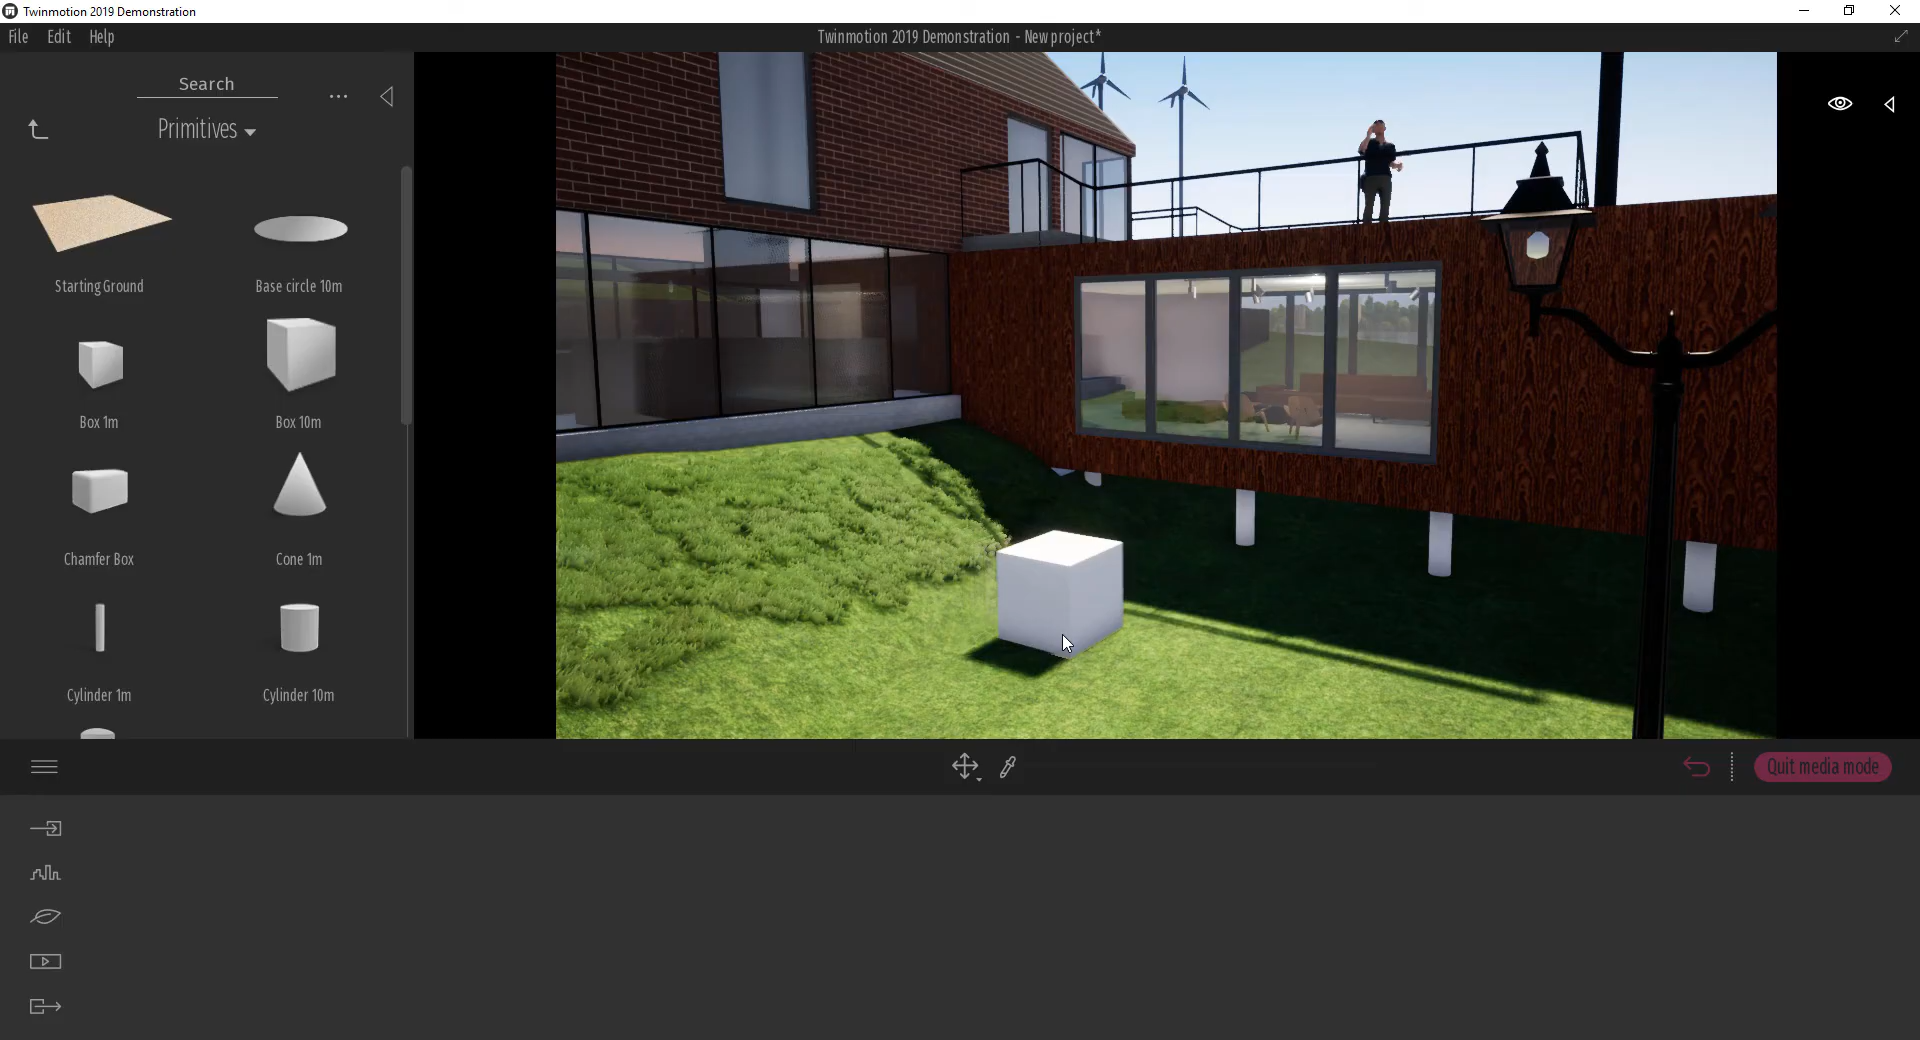 Twinmotion 2019 Demonstration
File Edit Help
Twinmotion 2019 Demonstration - New project*
Search
...
Primitives
Starting Ground
Base circle 10m
Box 1m
Box 10m
Chamfer Box
Cone 1m
Cylinder 1m
Cylinder 10m
Quit media mode